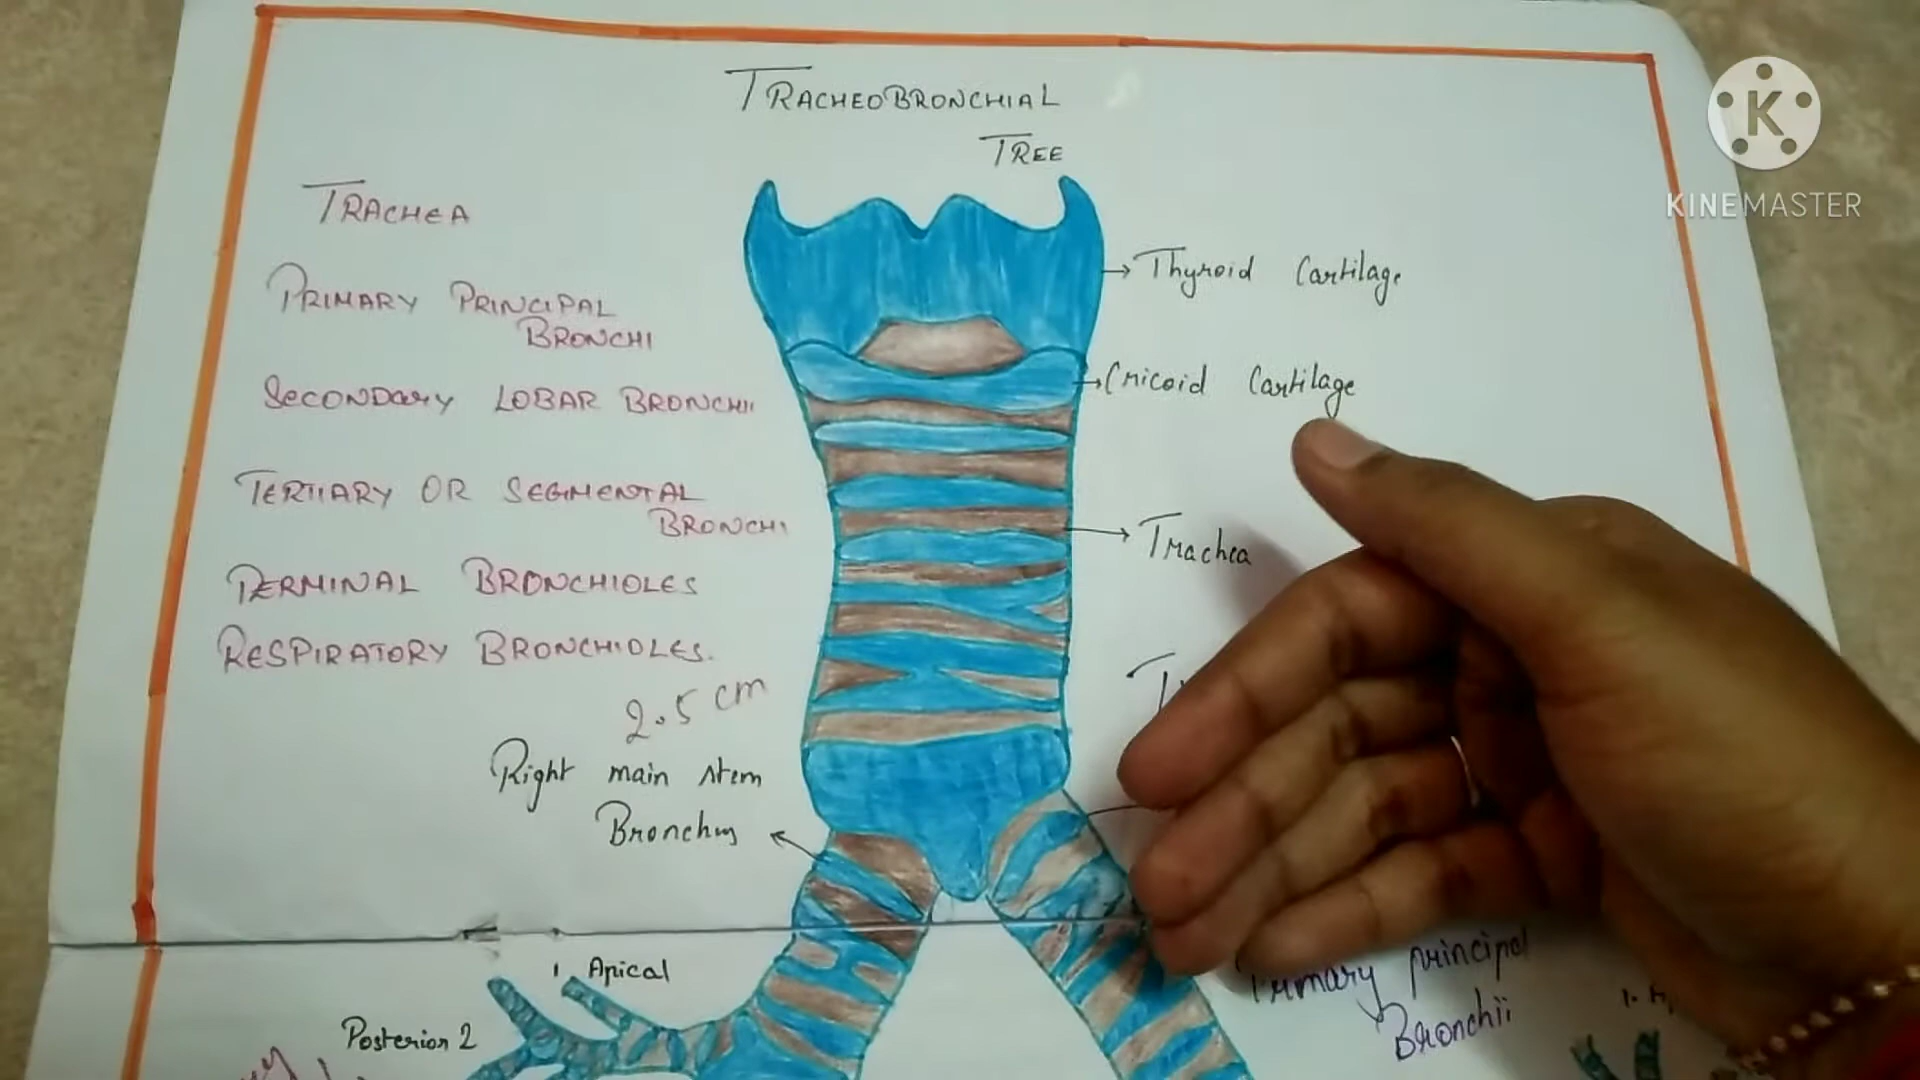 TRACHEOBRONCHIAL
TREE
TRACHEA
PRIMARY PRINCIPAL
BRONCHI
SECONDARY LOBAR BRONCHII
TERTIARY OR SEGMENTAL
BRONCHI
TERMINAL BRONCHIOLES
RESPIRATORY BRONCHIOLES.
2.5 cm
Right main stem
Bronchus
Thyroid Cartilage
Cricoid Cartilage
Trachea
1. Apical
Posterior 2
Primary principal
Bronchii
K
KINEMASTER